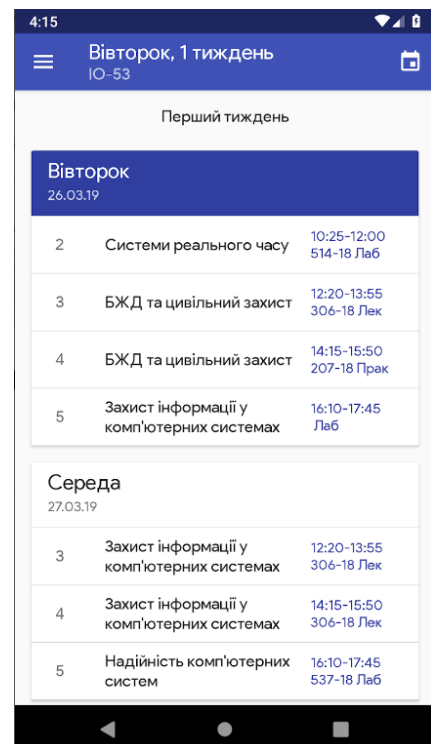 4:15
Вівторок, 1 тиждень
ІО-53
Перший тиждень
Вівторок
26.03.19
2 Системи реального часу 10:25-12:00
514-18 Лаб
3 БЖД та цивільний захист 12:20-13:55
306-18 Лек
4 БЖД та цивільний захист 14:15-15:50
207-18 Прак
5 Захист інформації у 16:10-17:45
комп'ютерних системах Лаб
Середа
27.03.19
3 Захист інформації у 12:20-13:55
комп'ютерних системах 306-18 Лек
4 Захист інформації у 14:15-15:50
комп'ютерних системах 306-18 Лек
5 Надійність комп'ютерних 16:10-17:45
систем 537-18 Лаб